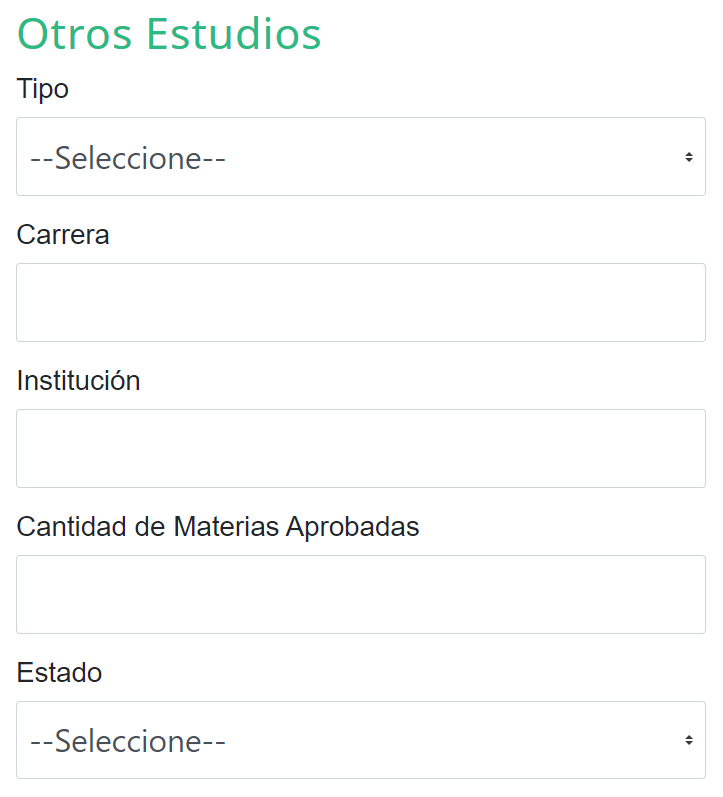 Otros Estudios
Tipo
--Seleccione--
Carrera
Institución
Cantidad de Materias Aprobadas
Estado
--Seleccione--